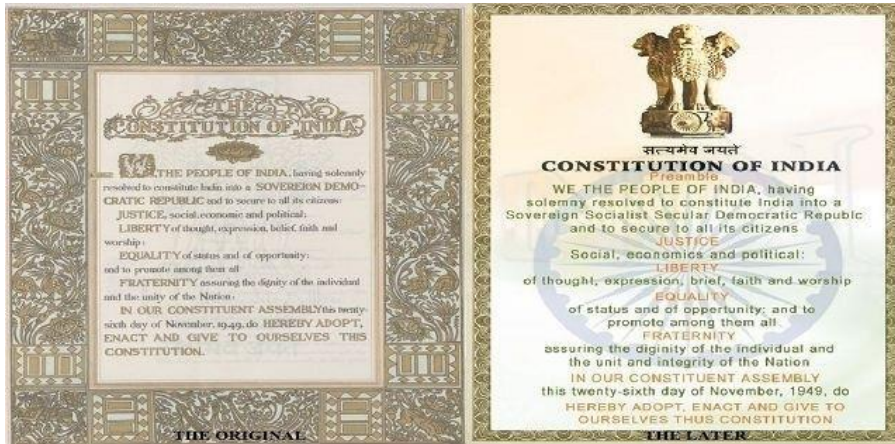 THE
CONSTITUTION OF INDIA
WE, THE PEOPLE OF INDIA, having solemnly
resolved to constitute India into a SOVEREIGN DEMO-
CRATIC REPUBLIC and to secure to all its citizens:
JUSTICE, social, economic and political;
LIBERTY of thought, expression, belief, faith and
worship;
EQUALITY of status and of opportunity;
and to promote among them all
FRATERNITY assuring the dignity of the individual
and the unity of the Nation;
IN OUR CONSTITUENT ASSEMBLY this twenty-
sixth day of November, 1949, do HEREBY ADOPT,
ENACT AND GIVE TO OURSELVES THIS
CONSTITUTION.
THE ORIGINAL
सत्यमेव जयते
CONSTITUTION OF INDIA
Preamble
WE THE PEOPLE OF INDIA, having
solemny resolved to constitute India into a
Sovereign Socialist Secular Democratic Republc
and to secure to all its citizens
JUSTICE
Social, economics and political:
LIBERTY
of thought, expression, brief, faith and worship
EQUALITY
of status and of opportunity: and to
promote among them all
FRATERNITY
assuring the diginity of the individual and
the unit and integrity of the Nation
IN OUR CONSTITUENT ASSEMBLY
this twenty-sixth day of November, 1949, do
HEREBY ADOPT, ENACT AND GIVE TO
OURSELVES THUS CONSTITUTION
THE LATER